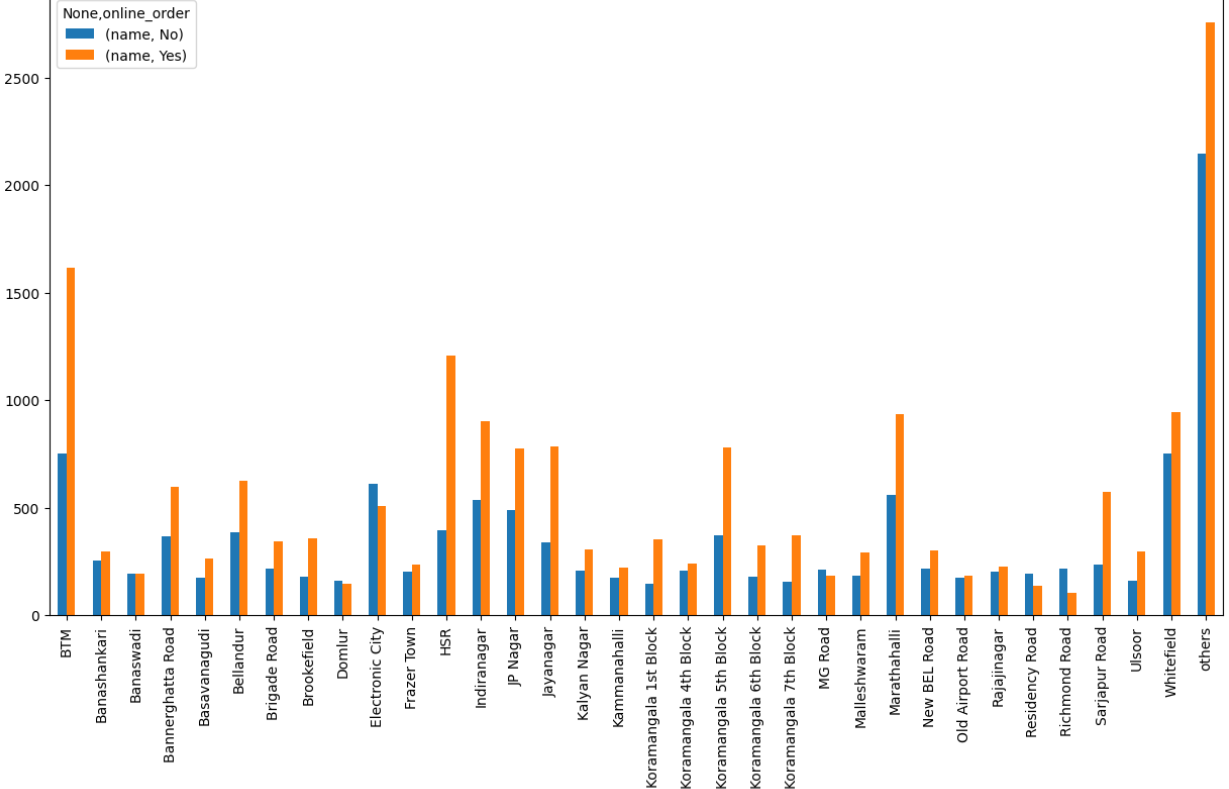 None,online_order
(name, No)
(name, Yes)
2500
2000
1500
1000
500
0
BTM
Banashankari
Banaswadi
Bannerghatta Road
Basavanagudi
Bellandur
Brigade Road
Brookefield
Domlur
Electronic City
Frazer Town
HSR
Indiranagar
JP Nagar
Jayanagar
Kalyan Nagar
Kammanahalli
Koramangala 1st Block
Koramangala 4th Block
Koramangala 5th Block
Koramangala 6th Block
Koramangala 7th Block
MG Road
Malleshwaram
Marathahalli
New BEL Road
Old Airport Road
Rajajinagar
Residency Road
Richmond Road
Sarjapur Road
Ulsoor
Whitefield
others